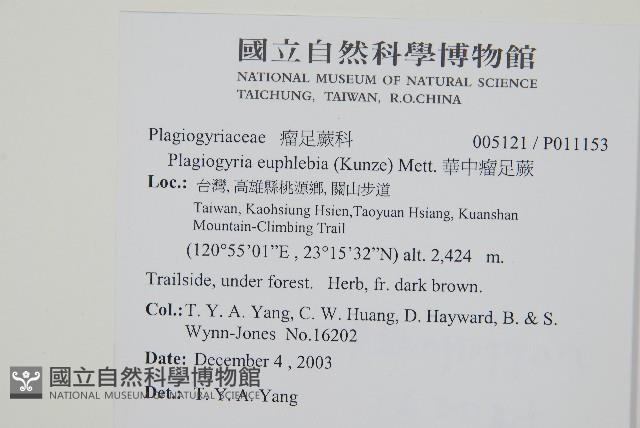 國立自然科學博物館
NATIONAL MUSEUM OF NATURAL SCIENCE
TAICHUNG, TAIWAN, R.O.CHINA
Plagiogyriaceae 瘤足蕨科 005121 / P011153
Plagiogyria euphlebia (Kunze) Mett. 華中瘤足蕨
Loc.: 台灣, 高雄縣桃源鄉, 關山步道
Taiwan, Kaohsiung Hsien,Taoyuan Hsiang, Kuanshan
Mountain-Climbing Trail
(120°55’01”E , 23°15’32”N) alt. 2,424 m.
Trailside, under forest. Herb, fr. dark brown.
Col.: T. Y. A. Yang, C. W. Huang, D. Hayward, B. & S.
Wynn-Jones No.16202
Date: December 4 , 2003
Det.: T. Y. A. Yang
國立自然科學博物館
NATIONAL MUSEUM OF NATURAL SCIENCE